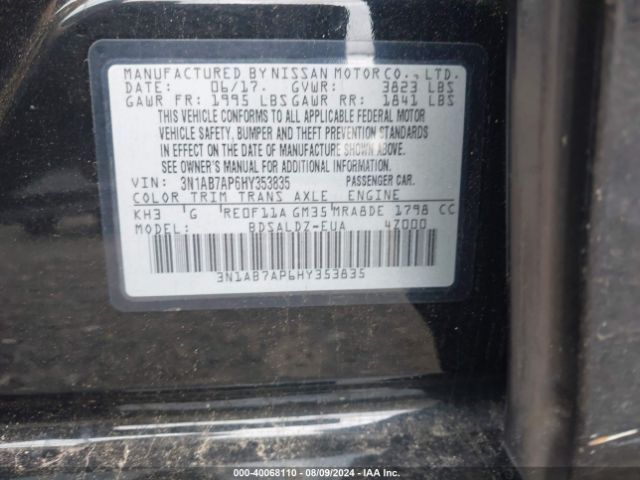 MANUFACTURED BY NISSAN MOTOR CO., LTD.
DATE: 06/17. GVWR: 3823 LBS
GAWR FR: 1995 LBS GAWR RR: 1841 LBS
THIS VEHICLE CONFORMS TO ALL APPLICABLE FEDERAL MOTOR
VEHICLE SAFETY, BUMPER AND THEFT PREVENTION STANDARDS
IN EFFECT ON THE DATE OF MANUFACTURE SHOWN ABOVE.
SEE OWNER'S MANUAL FOR ADDITIONAL INFORMATION.
VIN: 3N1AB7AP6HY353835 PASSENGER CAR.
COLOR TRIM TRANS AXLE ENGINE
KH3 G RE0F11A GM35 MRA8DE 1798 CC
MODEL: BDSALDZ-EUA 4Z000
3N1AB7AP6HY353835
000-40068110 - 08/09/2024 - IAA Inc.